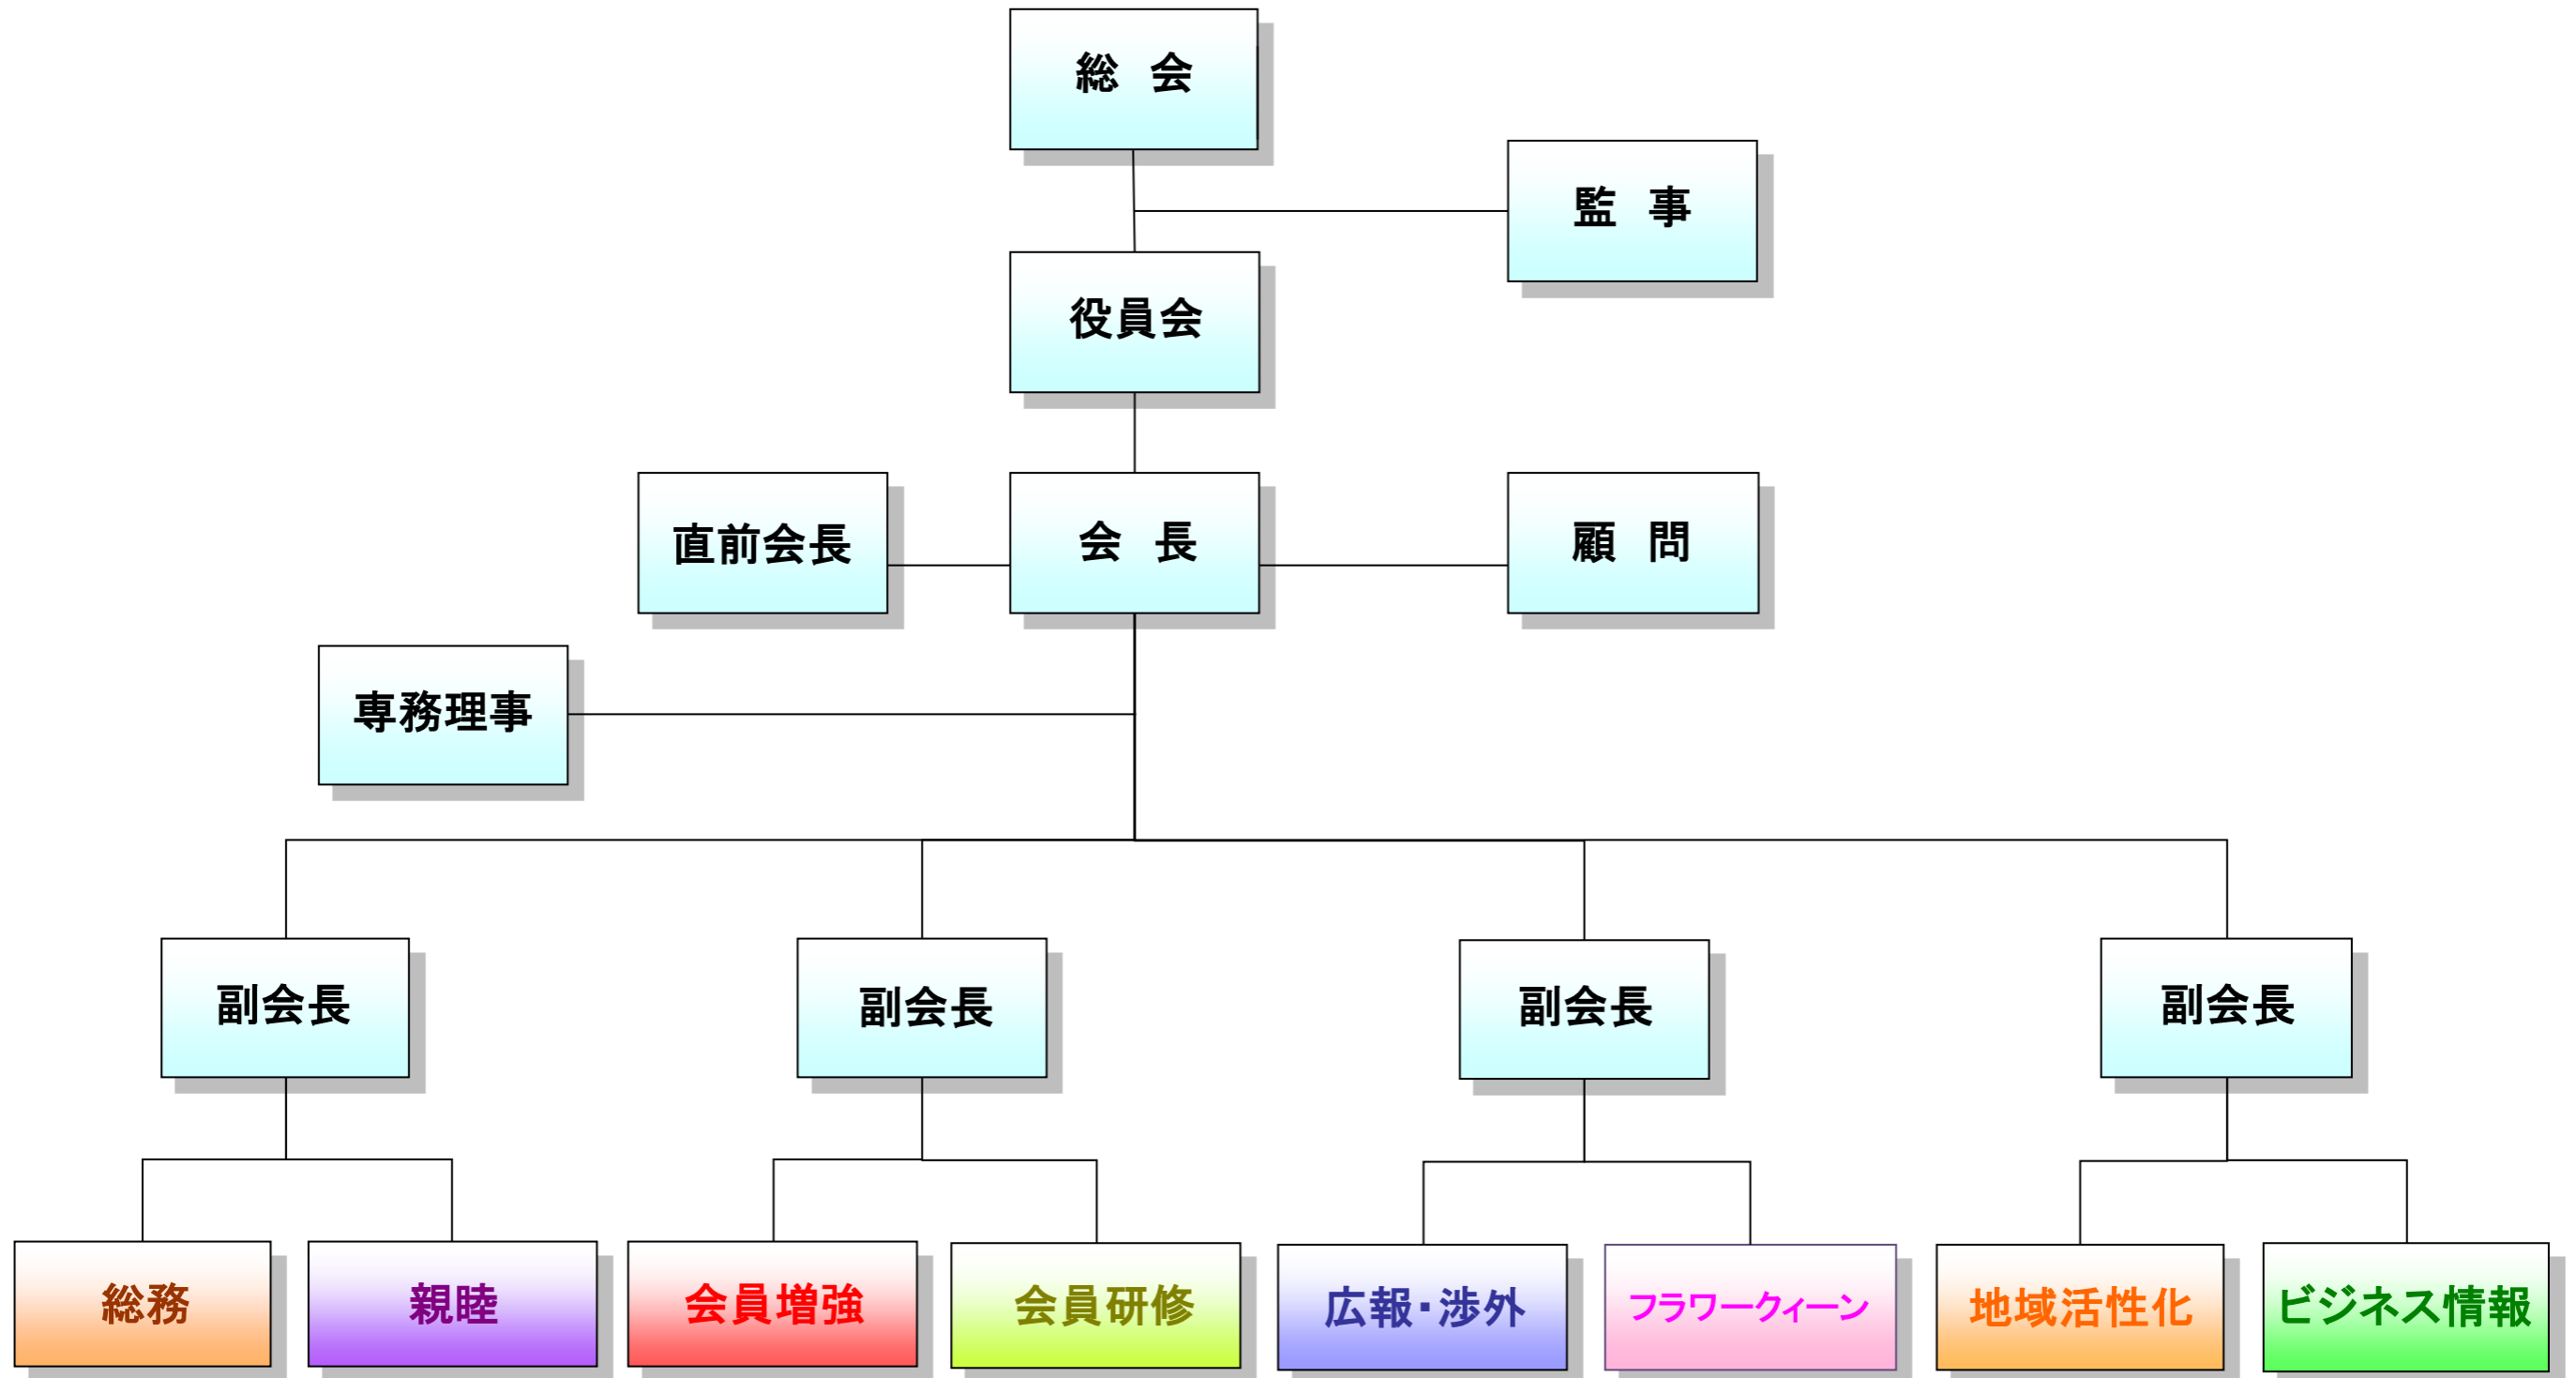 総 会
監 事
役員会
直前会長
会 長
顧 問
専務理事
副会長
副会長
副会長
副会長
総務
親睦
会員増強
会員研修
広報・渉外
フラワークィーン
地域活性化
ビジネス情報